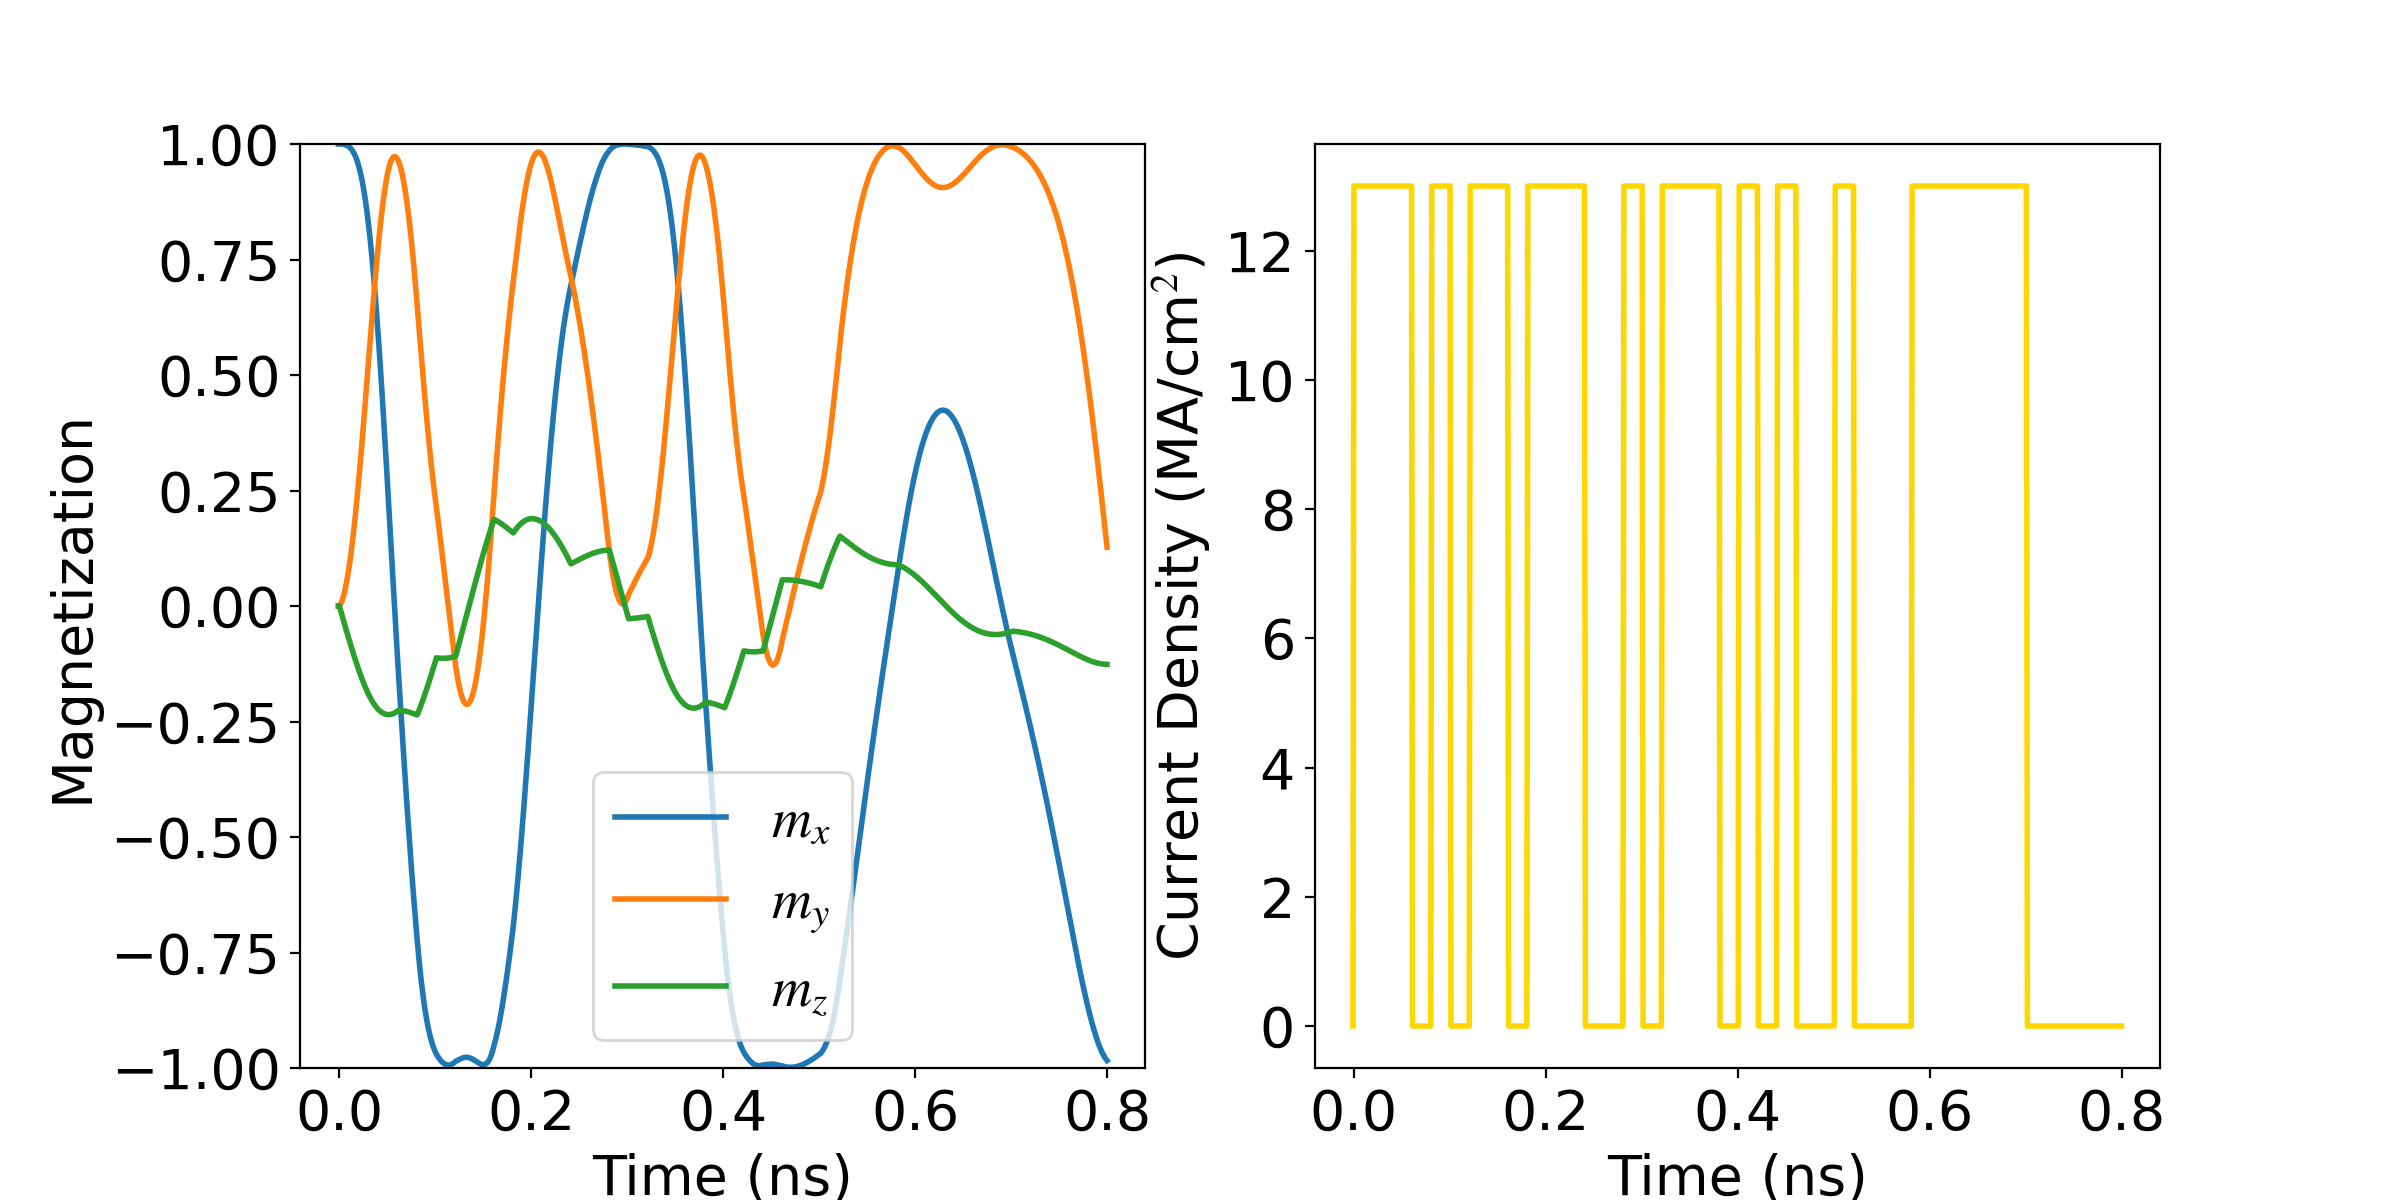 Magnetization
1.00
0.75
0.50
0.25
0.00
−0.25
−0.50
−0.75
−1.00
0.0 0.2 0.4 0.6 0.8
Time (ns)
m_x
m_y
m_z
Current Density (MA/cm²)
12
10
8
6
4
2
0
0.0 0.2 0.4 0.6 0.8
Time (ns)